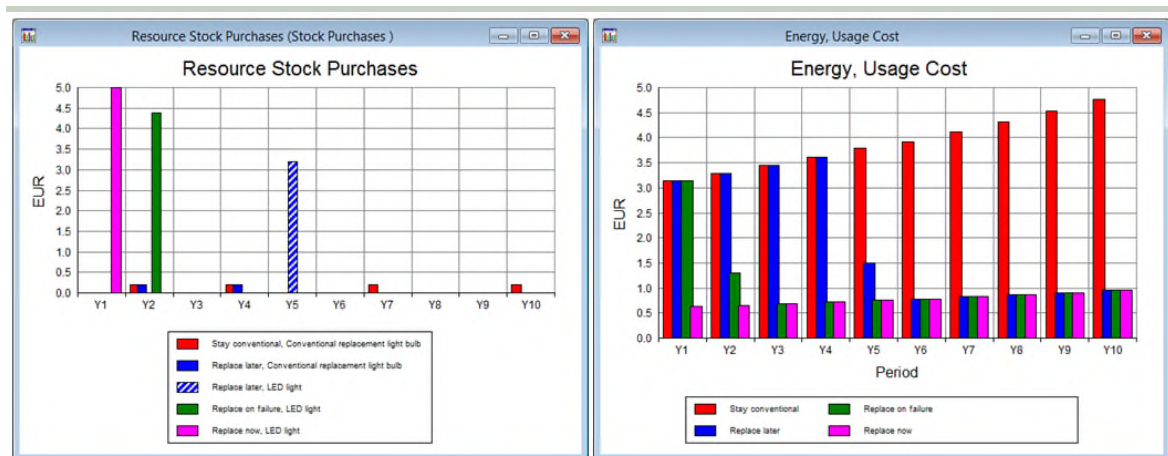 Resource Stock Purchases (Stock Purchases )
Resource Stock Purchases
EUR
5.0
4.5
4.0
3.5
3.0
2.5
2.0
1.5
1.0
0.5
0.0
Y1 Y2 Y3 Y4 Y5 Y6 Y7 Y8 Y9 Y10
Stay conventional, Conventional replacement light bulb
Replace later, Conventional replacement light bulb
Replace later, LED light
Replace on failure, LED light
Replace now, LED light
Energy, Usage Cost
Energy, Usage Cost
EUR
5.0
4.5
4.0
3.5
3.0
2.5
2.0
1.5
1.0
0.5
0.0
Y1 Y2 Y3 Y4 Y5 Y6 Y7 Y8 Y9 Y10
Period
Stay conventional Replace on failure
Replace later Replace now